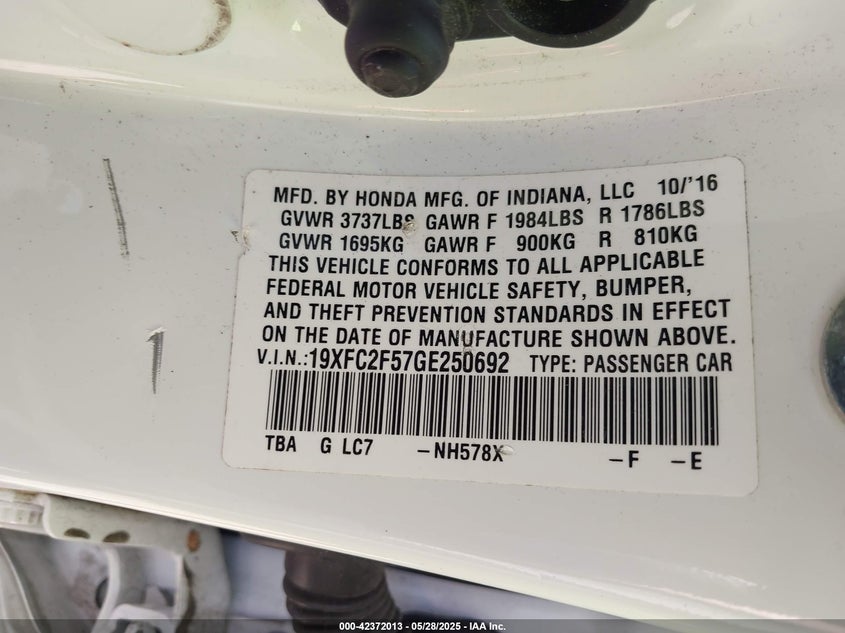 MFD. BY HONDA MFG. OF INDIANA, LLC 10/'16
GVWR 3737LBS GAWR F 1984LBS R 1786LBS
GVWR 1695KG GAWR F 900KG R 810KG
THIS VEHICLE CONFORMS TO ALL APPLICABLE
FEDERAL MOTOR VEHICLE SAFETY, BUMPER,
AND THEFT PREVENTION STANDARDS IN EFFECT
ON THE DATE OF MANUFACTURE SHOWN ABOVE.
V.I.N.:19XFC2F57GE250692 TYPE: PASSENGER CAR
TBA G LC7 -NH578X -F -E
000-42372013 - 05/28/2025 - IAA Inc.